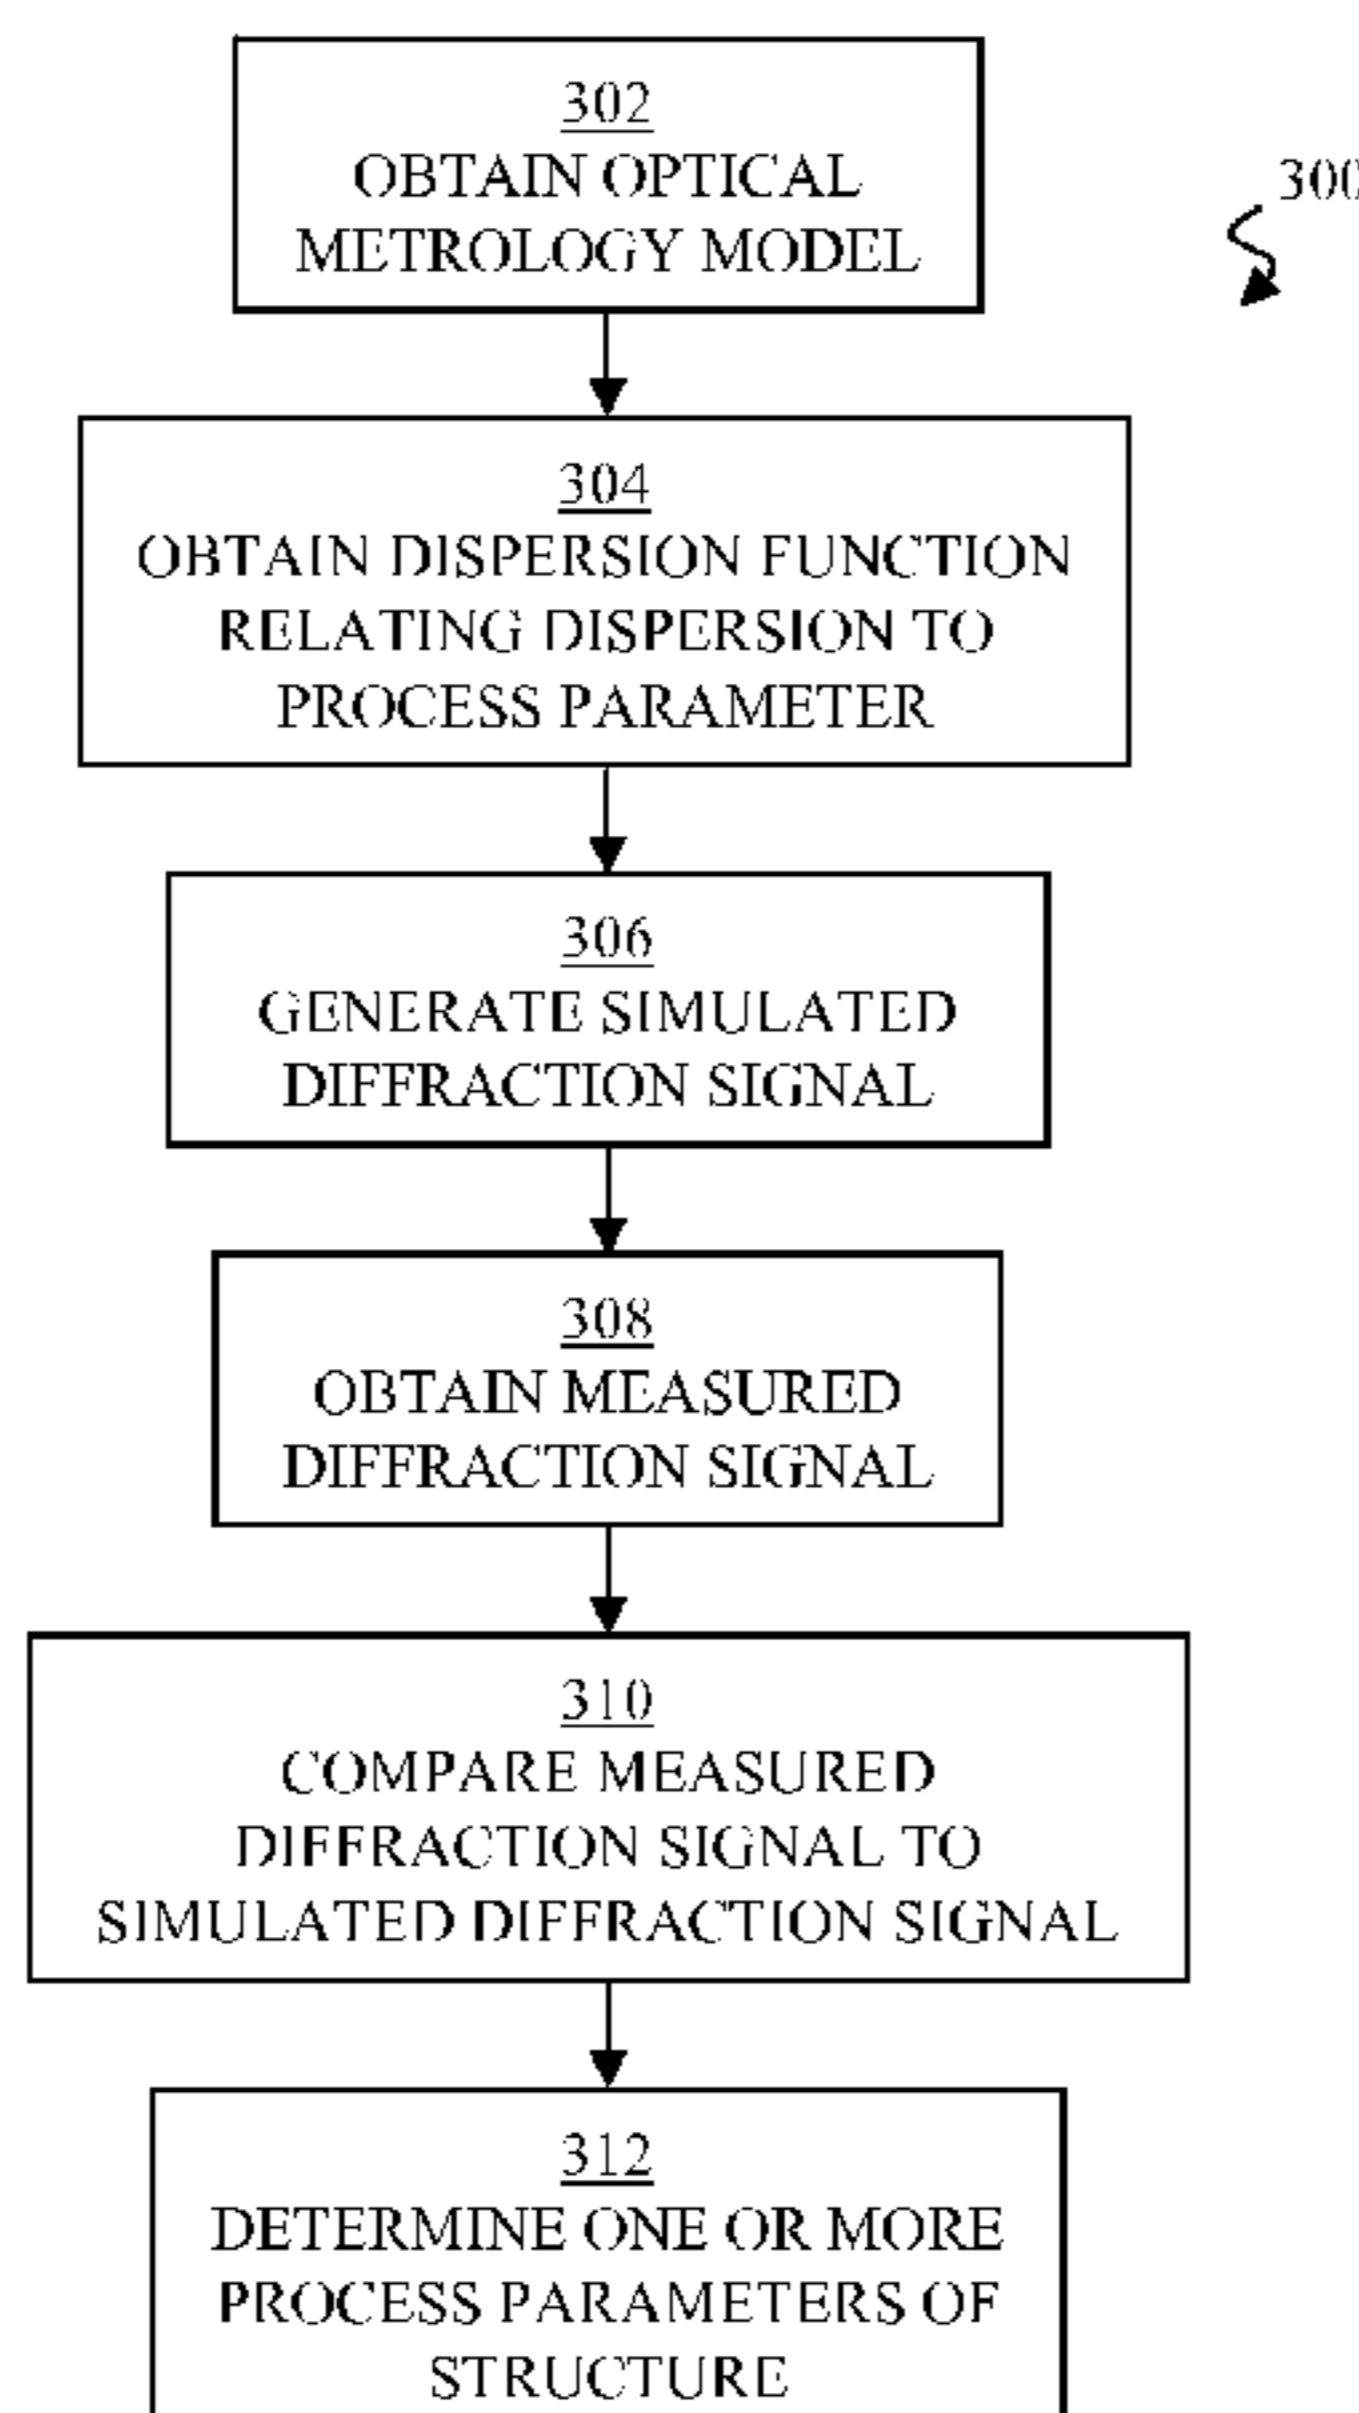 302
OBTAIN OPTICAL
METROLOGY MODEL
300
304
OBTAIN DISPERSION FUNCTION
RELATING DISPERSION TO
PROCESS PARAMETER
306
GENERATE SIMULATED
DIFFRACTION SIGNAL
308
OBTAIN MEASURED
DIFFRACTION SIGNAL
310
COMPARE MEASURED
DIFFRACTION SIGNAL TO
SIMULATED DIFFRACTION SIGNAL
312
DETERMINE ONE OR MORE
PROCESS PARAMETERS OF
STRUCTURE